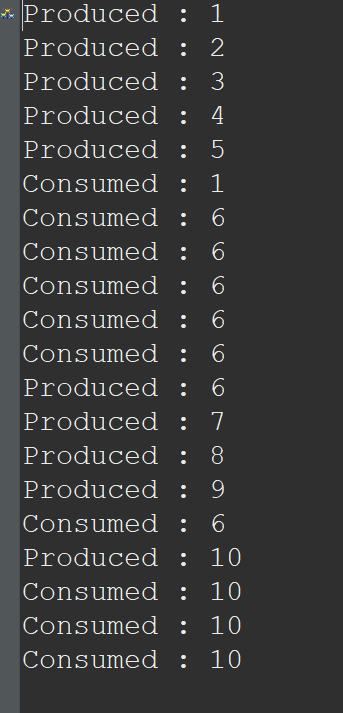 Produced : 1
Produced : 2
Produced : 3
Produced : 4
Produced : 5
Consumed : 1
Consumed : 6
Consumed : 6
Consumed : 6
Consumed : 6
Consumed : 6
Produced : 6
Produced : 7
Produced : 8
Produced : 9
Consumed : 6
Produced : 10
Consumed : 10
Consumed : 10
Consumed : 10